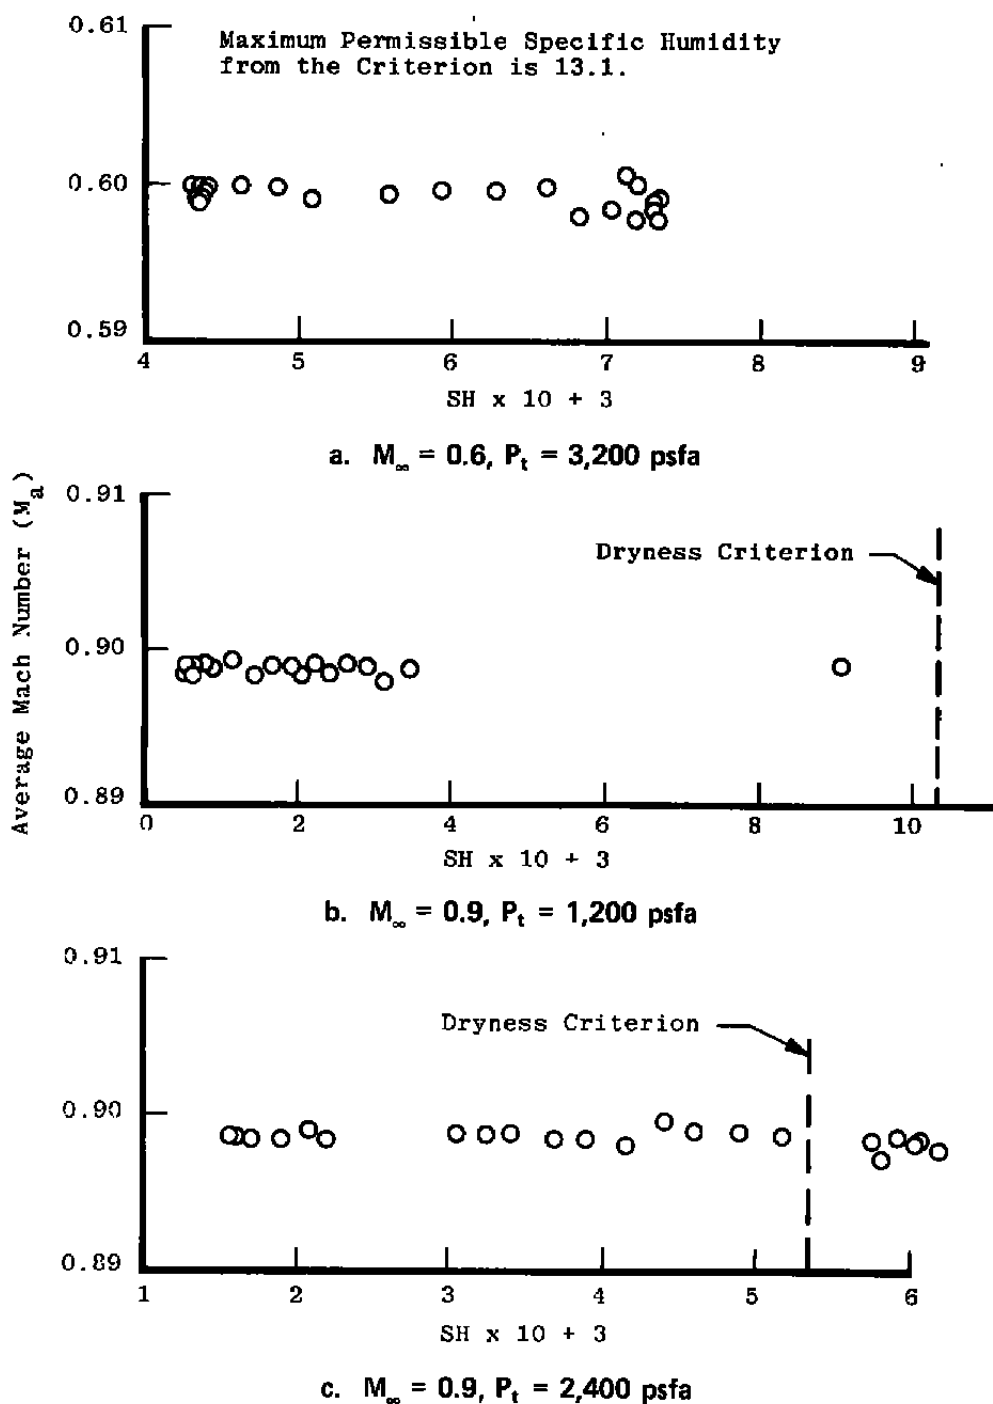 0.61
Maximum Permissible Specific Humidity
from the Criterion is 13.1.
0.60
0.59
4 5 6 7 8 9
SH x 10 + 3
a. M∞ = 0.6, Pt = 3,200 psfa
Average Mach Number (Ma)
0.91
Dryness Criterion
0.90
0.89
0 2 4 6 8 10
SH x 10 + 3
b. M∞ = 0.9, Pt = 1,200 psfa
0.91
Dryness Criterion
0.90
0.89
1 2 3 4 5 6
SH x 10 + 3
c. M∞ = 0.9, Pt = 2,400 psfa